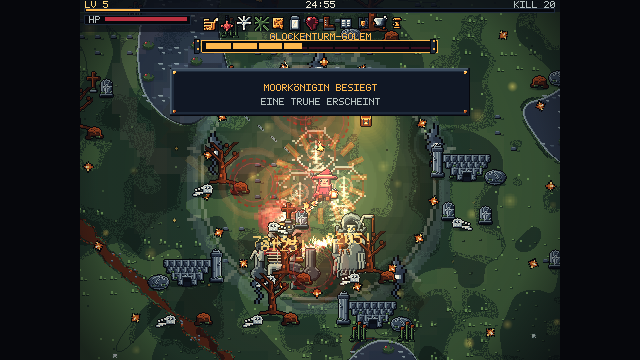 LV 5
24:55
KILL 20
HP
GLOCKENTURM-GOLEM
MOORKÖNIGIN BESIEGT
EINE TRUHE ERSCHEINT